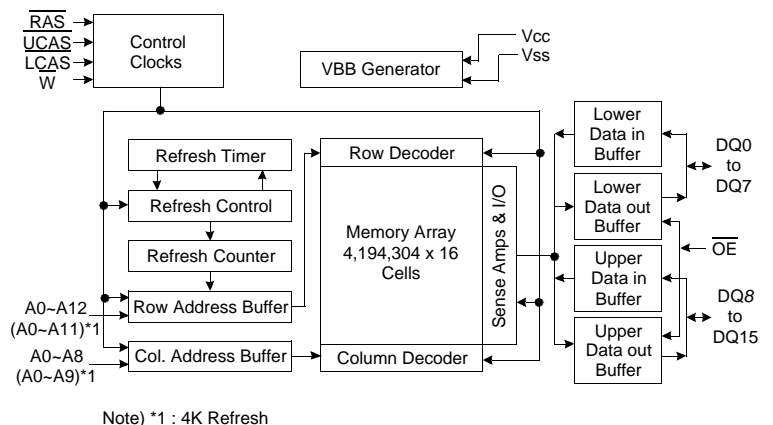 RAS
UCAS
LCAS
W
Control
Clocks
VBB Generator
Vcc
Vss
Refresh Timer
Refresh Control
Refresh Counter
Row Address Buffer
Col. Address Buffer
A0~A12
(A0~A11)*1
A0~A8
(A0~A9)*1
Row Decoder
Memory Array
4,194,304 x 16
Cells
Column Decoder
Sense Amps & I/O
Lower
Data in
Buffer
Lower
Data out
Buffer
Upper
Data in
Buffer
Upper
Data out
Buffer
DQ0
to
DQ7
OE
DQ8
to
DQ15
Note) *1 : 4K Refresh